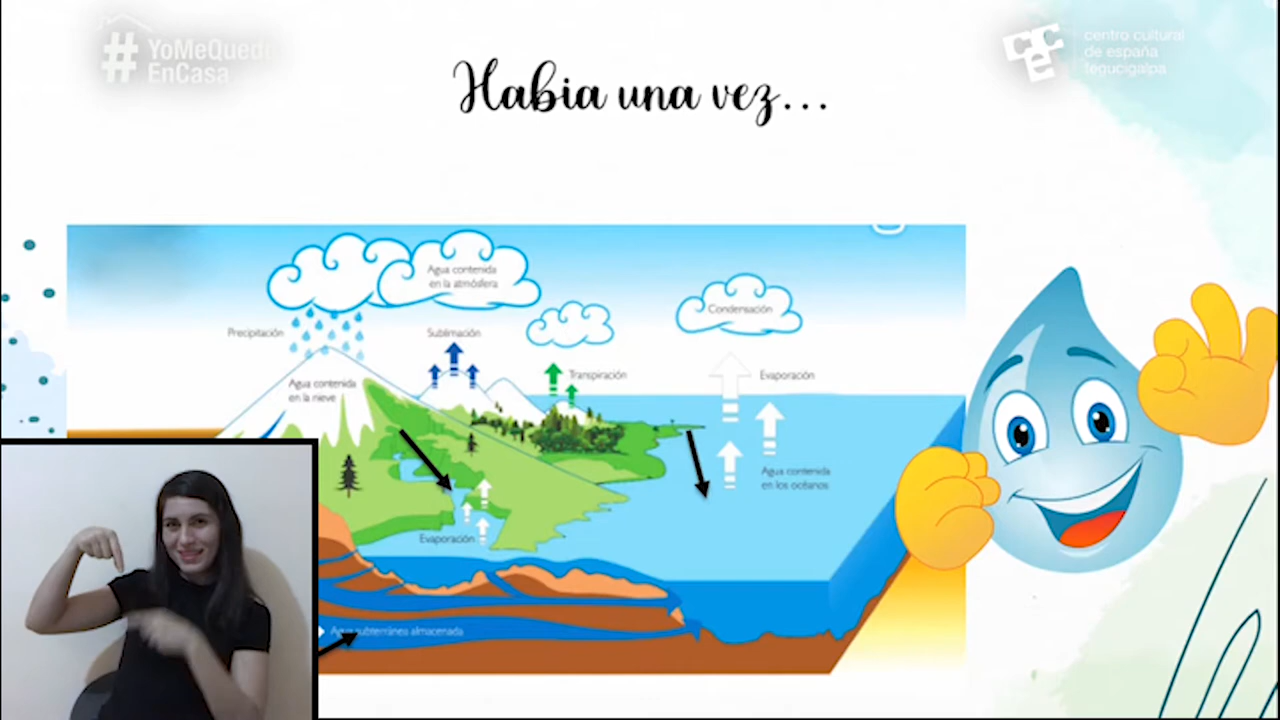 #YoMeQuedo
EnCasa
centro cultural
de españa
tegucigalpa
ccec
Habia una vez...
Agua contenida
en la atmósfera
Condensación
Precipitación
Sublimación
Transpiración
Evaporación
Agua contenida
en la nieve
Agua contenida
en los océanos
Evaporación
Agua subterránea almacenada